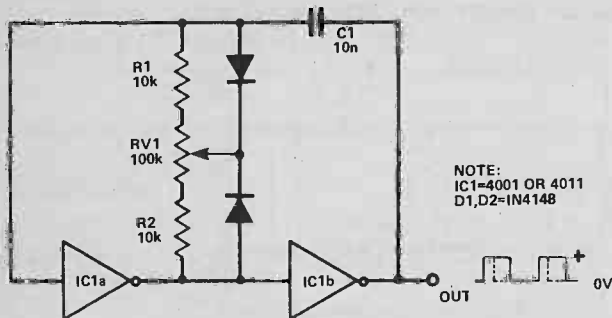 C1
10n
R1
10k
RV1
100k
R2
10k
NOTE:
IC1=4001 OR 4011
D1,D2=IN4148
IC1a
IC1b
OUT
+
0V